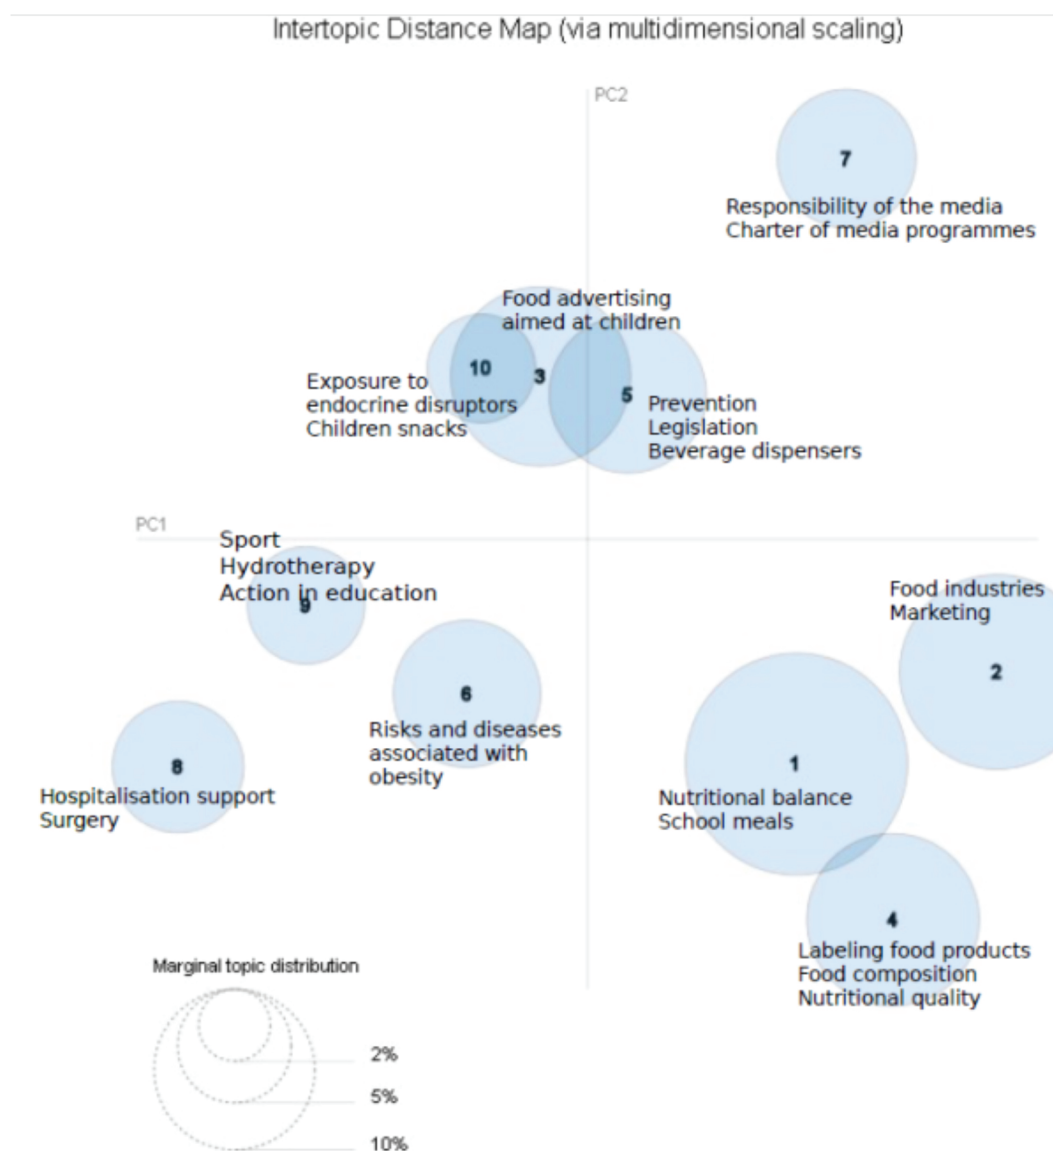 Intertopic Distance Map (via multidimensional scaling)
PC2
7
Responsibility of the media
Charter of media programmes
Food advertising
aimed at children
10
3
5
Exposure to
endocrine disruptors
Children snacks
Prevention
Legislation
Beverage dispensers
PC1
Sport
Hydrotherapy
Action in education
9
Food industries
Marketing
2
6
Risks and diseases
associated with
obesity
1
Nutritional balance
School meals
8
Hospitalisation support
Surgery
4
Labeling food products
Food composition
Nutritional quality
Marginal topic distribution
2%
5%
10%